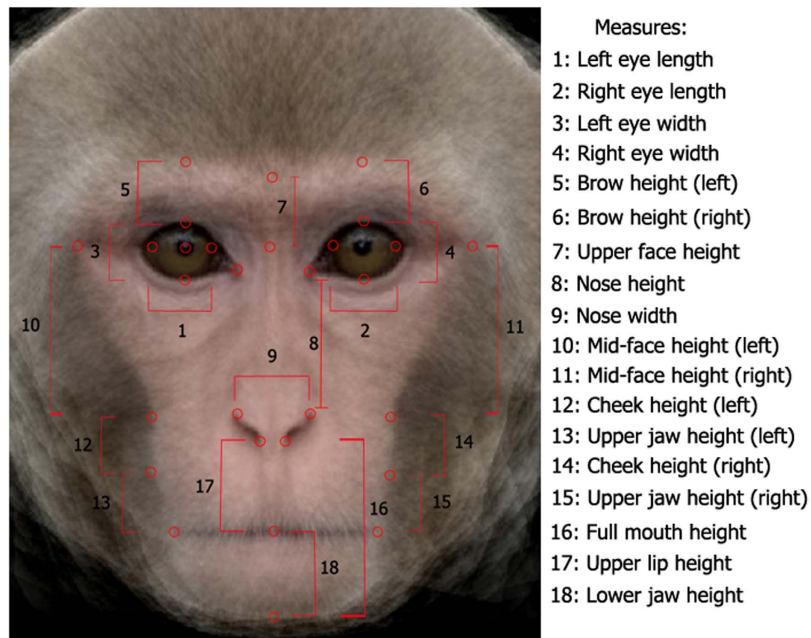 Measures:
1: Left eye length
2: Right eye length
3: Left eye width
4: Right eye width
5: Brow height (left)
6: Brow height (right)
7: Upper face height
8: Nose height
9: Nose width
10: Mid-face height (left)
11: Mid-face height (right)
12: Cheek height (left)
13: Upper jaw height (left)
14: Cheek height (right)
15: Upper jaw height (right)
16: Full mouth height
17: Upper lip height
18: Lower jaw height
5
6
7
3
4
1
2
10
11
8
9
12
14
13
17
16
15
18